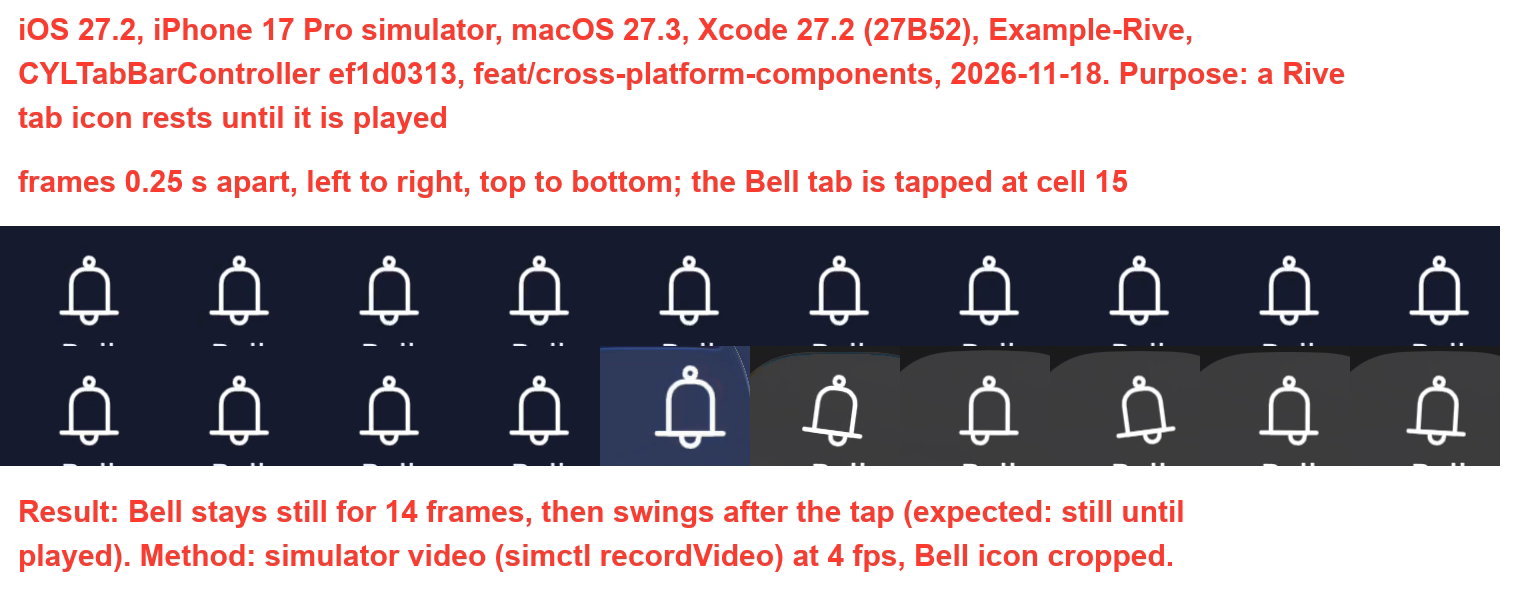 iOS 27.2, iPhone 17 Pro simulator, macOS 27.3, Xcode 27.2 (27B52), Example-Rive,
CYLTabBarController ef1d0313, feat/cross-platform-components, 2026-11-18. Purpose: a Rive
tab icon rests until it is played
frames 0.25 s apart, left to right, top to bottom; the Bell tab is tapped at cell 15
Result: Bell stays still for 14 frames, then swings after the tap (expected: still until
played). Method: simulator video (simctl recordVideo) at 4 fps, Bell icon cropped.